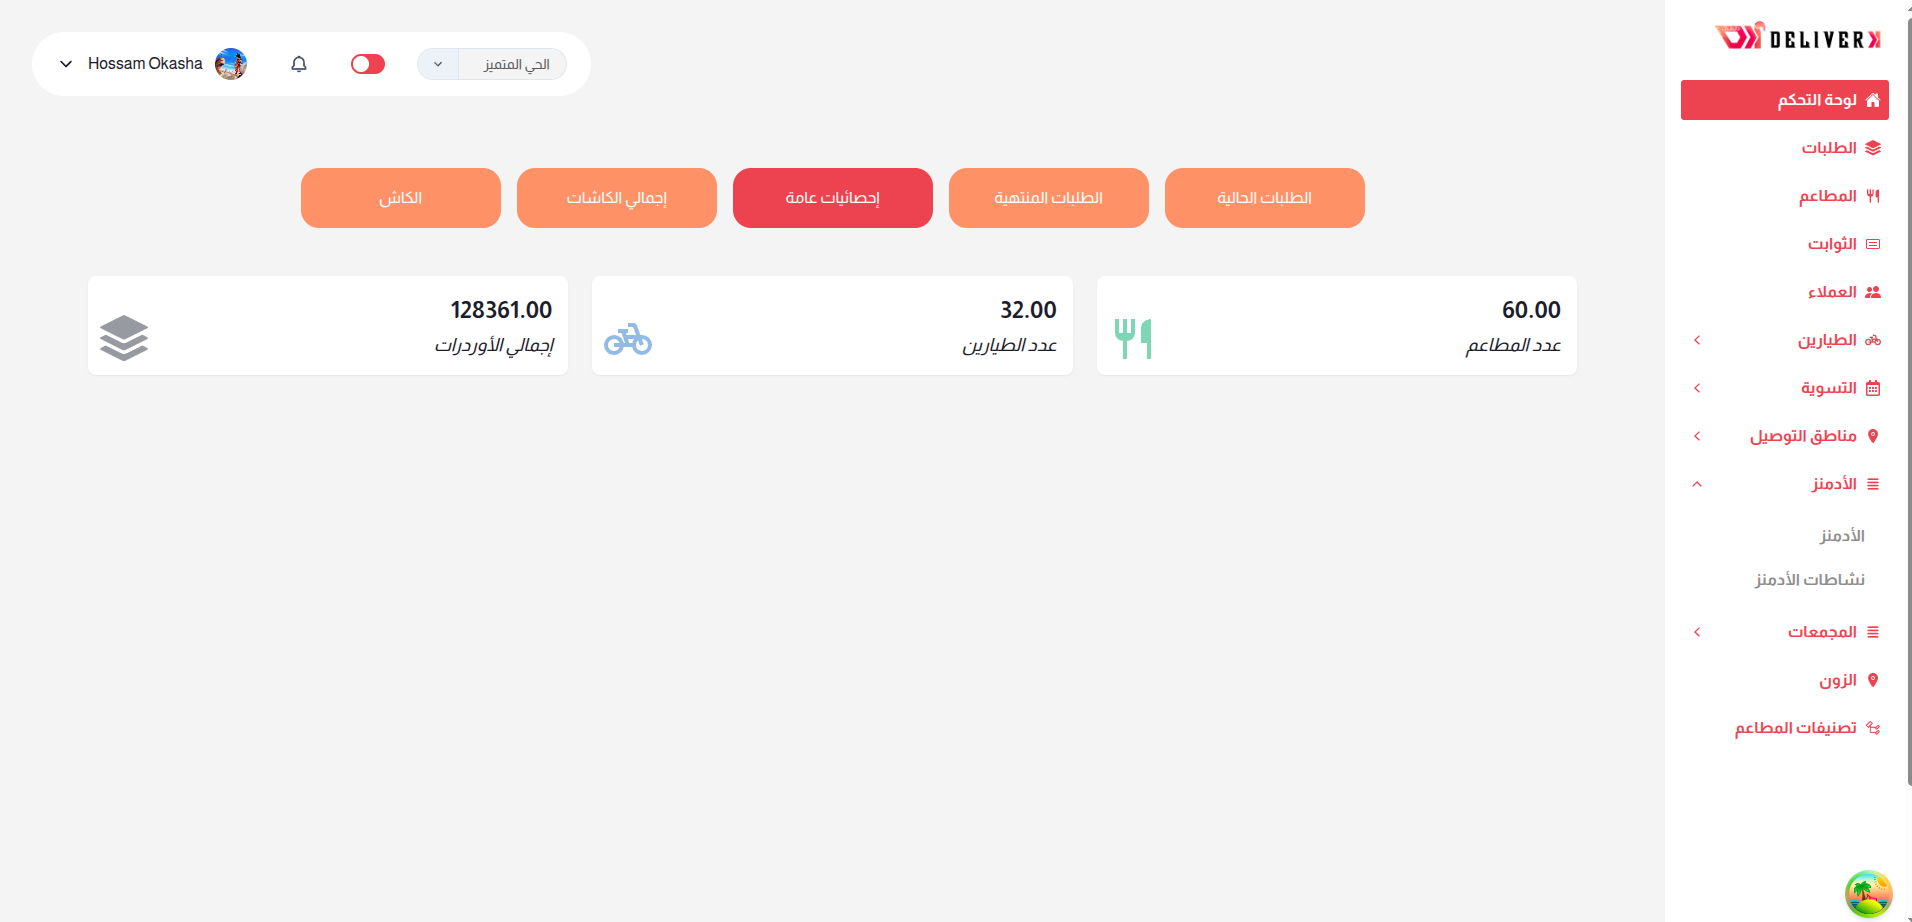 DELIVER
لوحة التحكم
الطلبات
المطاعم
الثوابت
العملاء
الطيارين
التسوية
مناطق التوصيل
الأدمنز
الأدمنز
نشاطات الأدمنز
المجمعات
الزون
تصنيفات المطاعم
الحي المتميز
Hossam Okasha
الطلبات الحالية
الطلبات المنتهية
إحصائيات عامة
إجمالي الكاشات
الكاش
60.00
عدد المطاعم
32.00
عدد الطيارين
128361.00
إجمالي الأوردرات